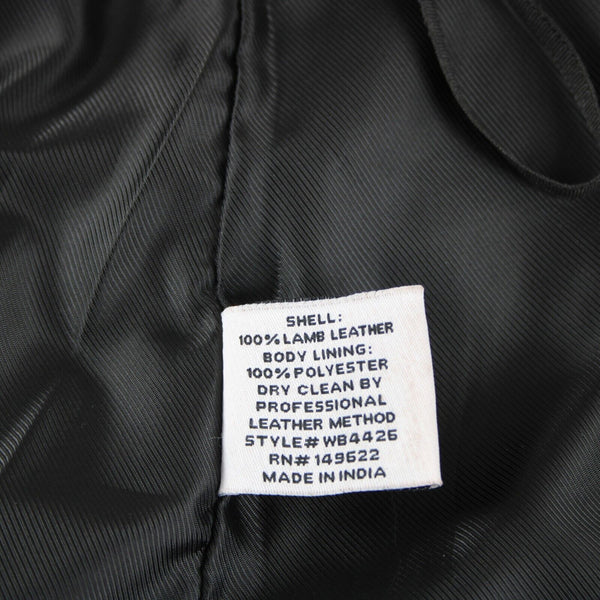 SHELL:
100% LAMB LEATHER
BODY LINING:
100% POLYESTER
DRY CLEAN BY
PROFESSIONAL
LEATHER METHOD
STYLE# WB4426
RN# 149622
MADE IN INDIA